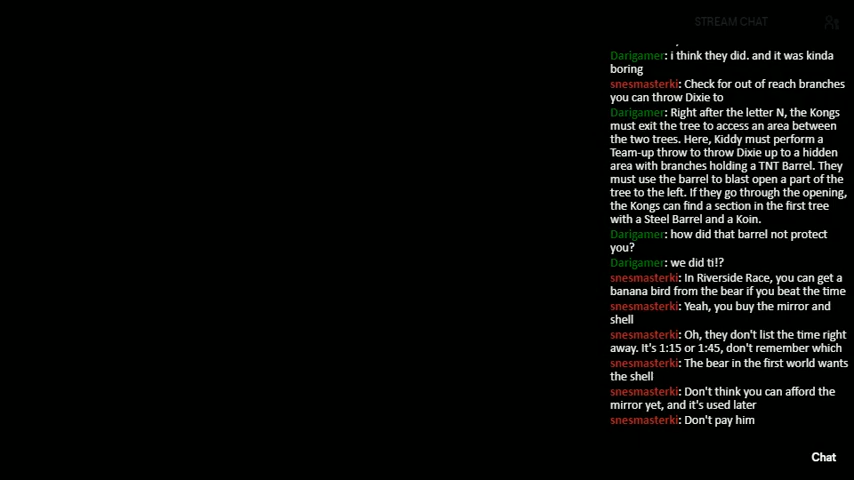 STREAM CHAT
Darigamer: i think they did. and it was kinda
boring
snesmasterki: Check for out of reach branches
you can throw Dixie to
Darigamer: Right after the letter N, the Kongs
must exit the tree to access an area between
the two trees. Here, Kiddy must perform a
Team-up throw to throw Dixie up to a hidden
area with branches holding a TNT Barrel. They
must use the barrel to blast open a part of the
tree to the left. If they go through the opening,
the Kongs can find a section in the first tree
with a Steel Barrel and a Koin.
Darigamer: how did that barrel not protect
you?
Darigamer: we did ti!?
snesmasterki: In Riverside Race, you can get a
banana bird from the bear if you beat the time
snesmasterki: Yeah, you buy the mirror and
shell
snesmasterki: Oh, they don't list the time right
away. It's 1:15 or 1:45, don't remember which
snesmasterki: The bear in the first world wants
the shell
snesmasterki: Don't think you can afford the
mirror yet, and it's used later
snesmasterki: Don't pay him
Chat